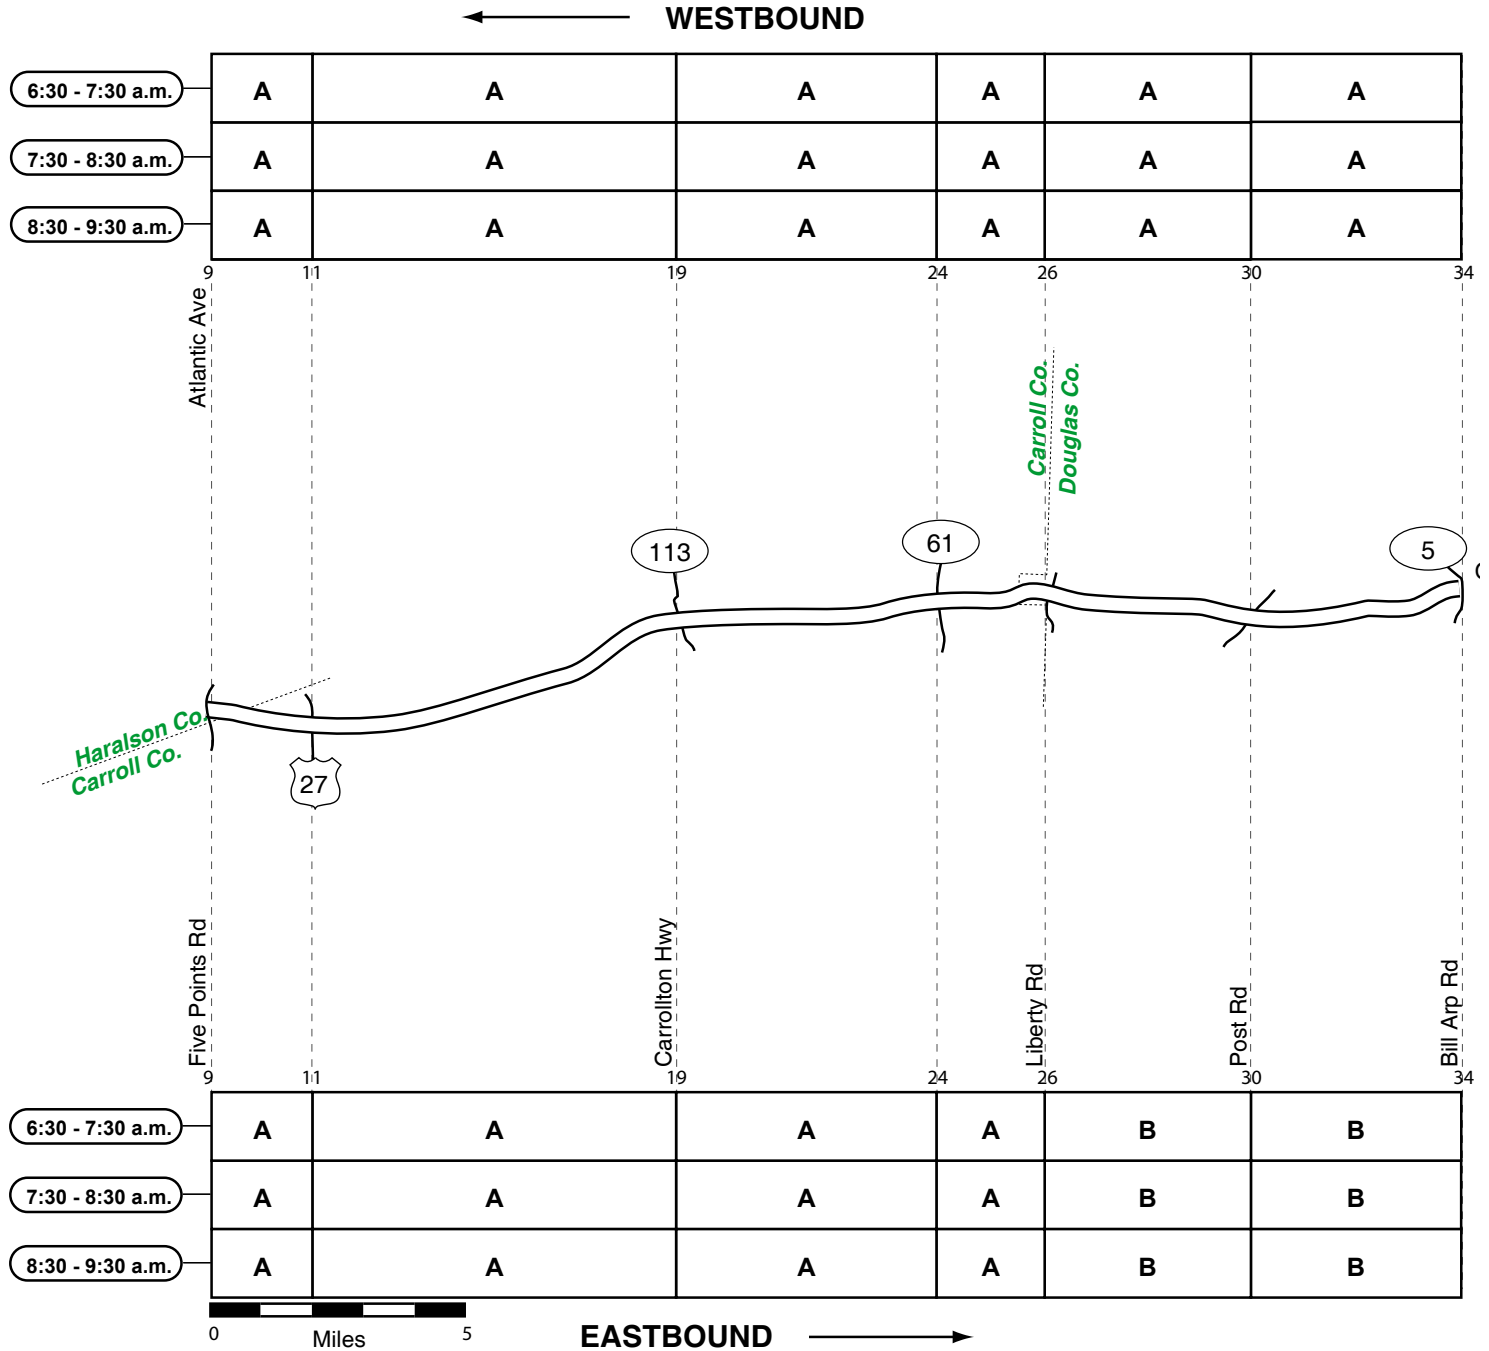 WESTBOUND
6:30 - 7:30 a.m. A A A A A A
7:30 - 8:30 a.m. A A A A A A
8:30 - 9:30 a.m. A A A A A A
9 11 19 24 26 30 34
Atlantic Ave
Carroll Co.
Douglas Co.
113
61
5
Haralson Co.
Carroll Co.
27
Five Points Rd
Carrollton Hwy
Liberty Rd
Post Rd
Bill Arp Rd
9 11 19 24 26 30 34
6:30 - 7:30 a.m. A A A A B B
7:30 - 8:30 a.m. A A A A B B
8:30 - 9:30 a.m. A A A A B B
0 Miles 5
EASTBOUND